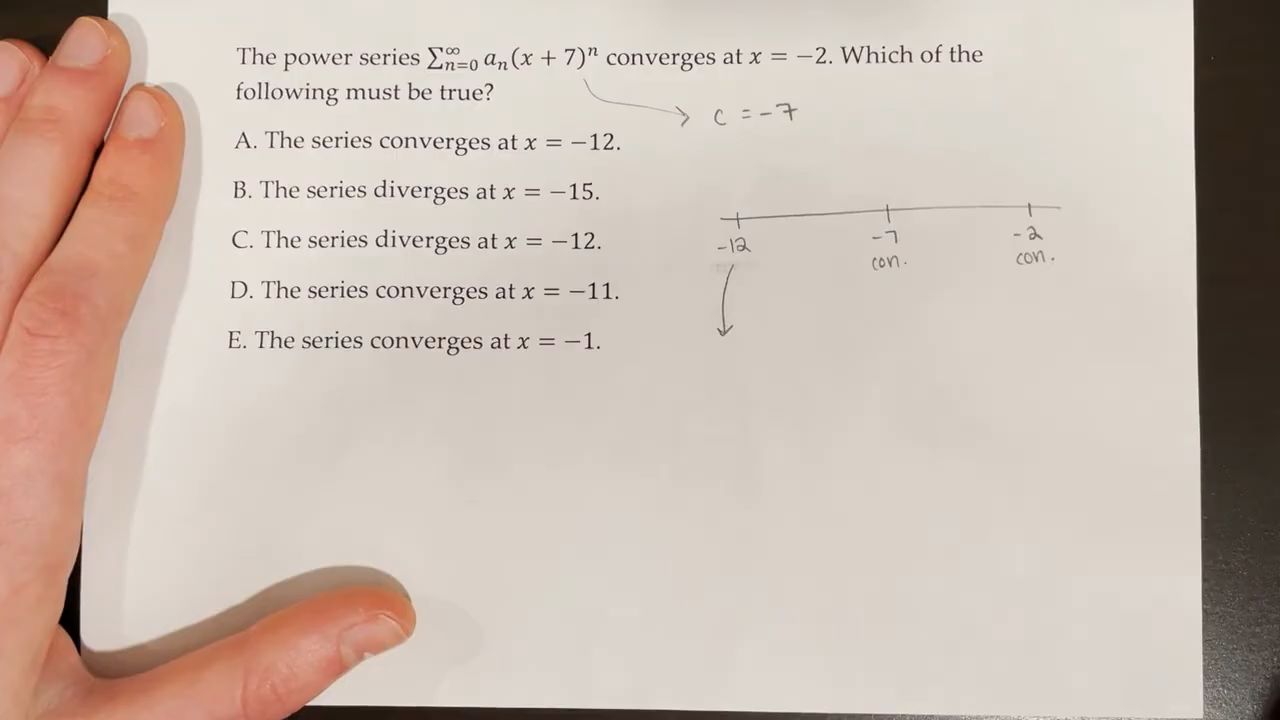 The power series ∑_{n=0}^{∞} a_n(x + 7)^n converges at x = −2. Which of the
following must be true?
c = -7
A. The series converges at x = −12.
B. The series diverges at x = −15.
C. The series diverges at x = −12.
D. The series converges at x = −11.
E. The series converges at x = −1.
-12 -7 -2
con. con.